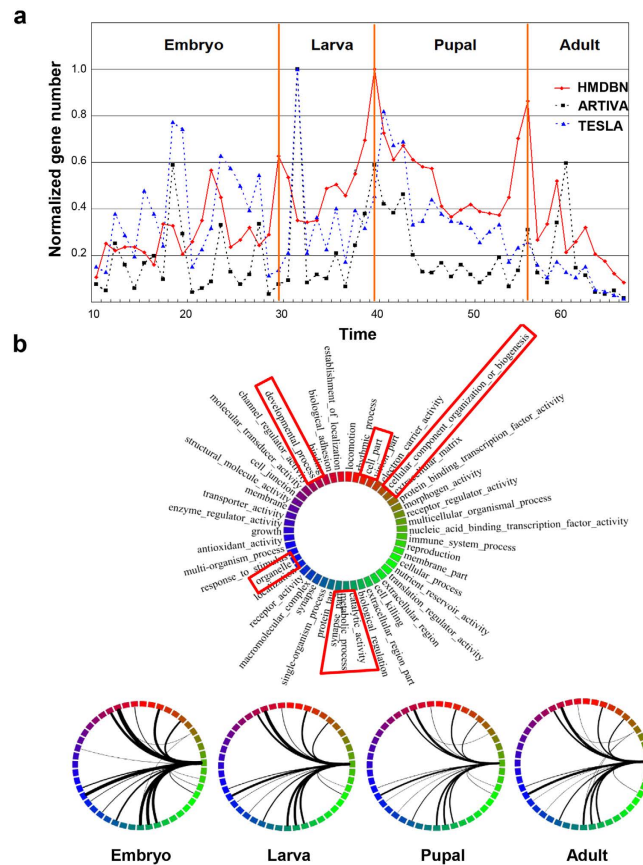 a
Embryo
Larva
Pupal
Adult
Normalized gene number
1.0
0.8
0.6
0.4
0.2
HMDBN
ARTIVA
TESLA
10
20
30
40
50
60
Time
b
establishment_of_localization
biological_adhesion
developmental_process
channel_regulator_activity
molecular_transducer_activity
cell_junction
structural_molecule_activity
membrane
transporter_activity
enzyme_regulator_activity
growth
antioxidant_activity
multi-organism_process
response_to_stimulus
organelle
localization
receptor_activity
macromolecular_complex
synapse
single-organism_process
protein_tag
synapse_part
metabolic_process
catalytic_activity
biological_regulation
extracellular_region_part
cell_killing
extracellular_region
translation_regulator_activity
nutrient_reservoir_activity
cellular_process
membrane_part
reproduction
immune_system_process
nucleic_acid_binding_transcription_factor_activity
multicellular_organismal_process
receptor_regulator_activity
morphogen_activity
protein_binding_transcription_factor_activity
extracellular_matrix
cellular_component_organization_or_biogenesis
electron_carrier_activity
cell_part
rhythmic_process
locomotion
Embryo
Larva
Pupal
Adult